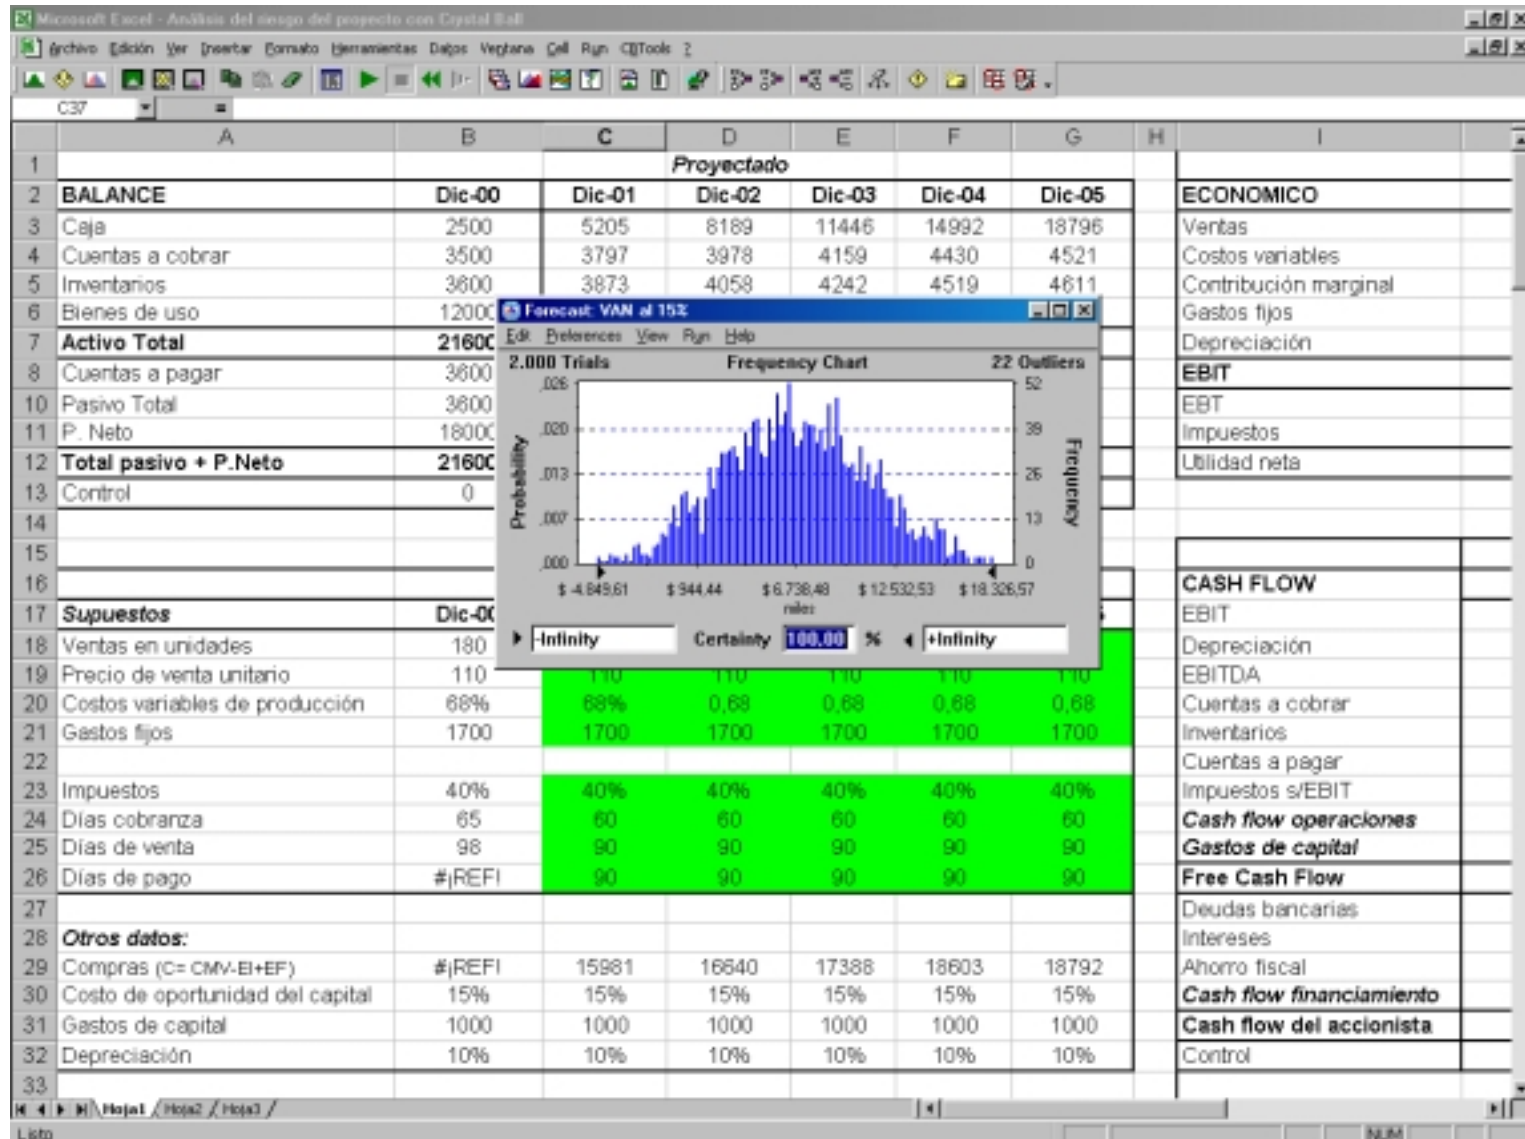 Microsoft Excel - Análisis del riesgo del proyecto con Crystal Ball
Archivo Edición Ver Insertar Formato Herramientas Datos Ventana Cell Run CBTools ?
C37 =
A B C D E F G H I
1 Proyectado
2 BALANCE Dic-00 Dic-01 Dic-02 Dic-03 Dic-04 Dic-05 ECONOMICO
3 Caja 2500 5205 8189 11446 14992 18796 Ventas
4 Cuentas a cobrar 3500 3797 3978 4159 4430 4521 Costos variables
5 Inventarios 3600 3873 4058 4242 4519 4611 Contribución marginal
6 Bienes de uso 12000 Gastos fijos
7 Activo Total 21600 Depreciación
8 Cuentas a pagar 3600 EBIT
10 Pasivo Total 3600 EBT
11 P. Neto 18000 Impuestos
12 Total pasivo + P.Neto 21600 Utilidad neta
13 Control 0
14
15
16 CASH FLOW
17 Supuestos Dic-00 EBIT
18 Ventas en unidades 180 Depreciación
19 Precio de venta unitario 110 110 110 110 110 110 EBITDA
20 Costos variables de producción 68% 68% 0,68 0,68 0,68 0,68 Cuentas a cobrar
21 Gastos fijos 1700 1700 1700 1700 1700 1700 Inventarios
22 Cuentas a pagar
23 Impuestos 40% 40% 40% 40% 40% 40% Impuestos s/EBIT
24 Días cobranza 65 60 60 60 60 60 Cash flow operaciones
25 Días de venta 98 90 90 90 90 90 Gastos de capital
26 Días de pago #¡REF! 90 90 90 90 90 Free Cash Flow
27 Deudas bancarias
28 Otros datos: Intereses
29 Compras (C= CMV-EI+EF) #¡REF! 15981 16640 17388 18603 18792 Ahorro fiscal
30 Costo de oportunidad del capital 15% 15% 15% 15% 15% 15% Cash flow financiamiento
31 Gastos de capital 1000 1000 1000 1000 1000 1000 Cash flow del accionista
32 Depreciación 10% 10% 10% 10% 10% 10% Control
33
Forecast: VAN al 15%
Edit Preferences View Run Help
2.000 Trials Frequency Chart 22 Outliers
,026 52
,020 39
,013 26
,007 13
,000 0
Probability
Frequency
$ -4.849,61 $ 944,44 $ 6.738,48 $ 12.532,53 $ 18.326,57
miles
-Infinity Certainty 100,00 % +Infinity
Hoja1 Hoja2 Hoja3
Listo NUM